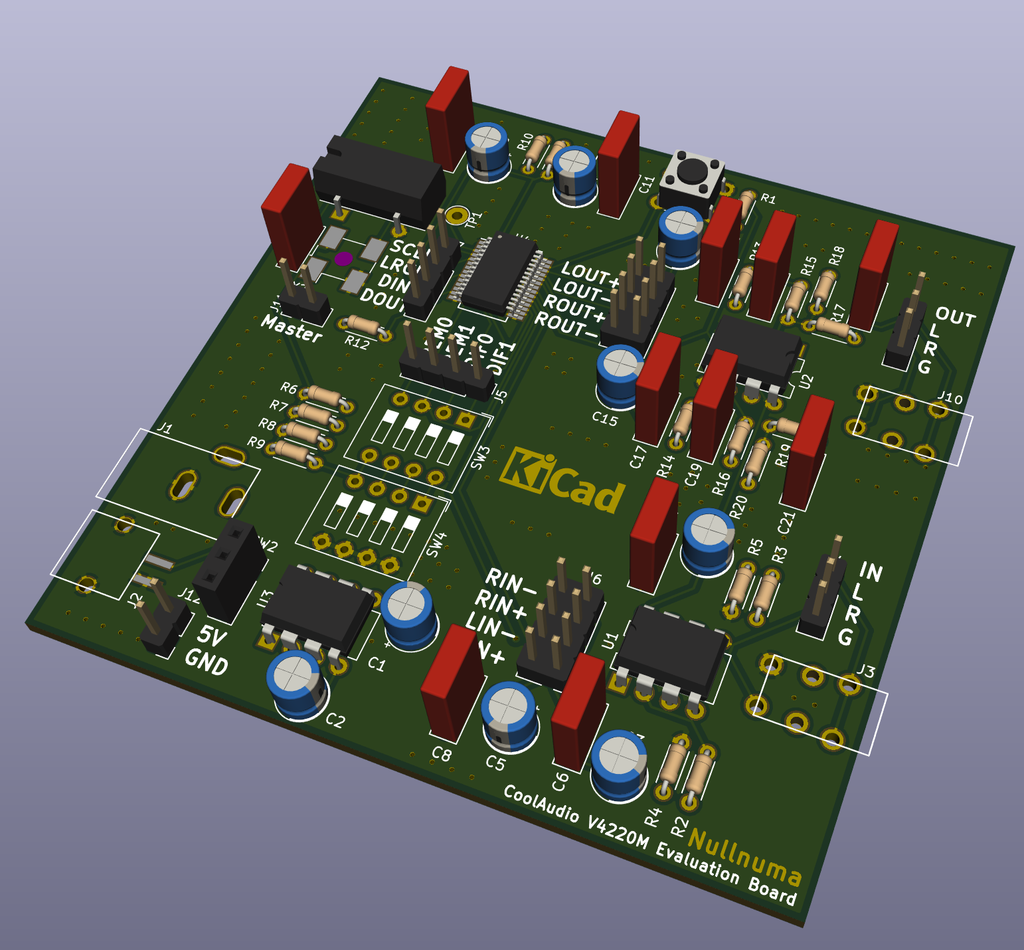 R10
C11
R1
TP1
SCL
LRC
DIN
DOUT
LOUT+
LOUT-
ROUT+
ROUT-
R15
R18
R17
OUT
L
R
G
Master
R12
DIF1
J5
U2
J10
R6
R7
R8
R9
C15
J1
SW3
C17
R14
C19
R16
R19
R20
C21
KiCad
SW4
J2
J12
U3
5V
GND
C1
C2
RIN-
RIN+
LIN-
U1
R5
R3
IN
L
R
G
J3
C8
C5
C6
R4
R2
CoolAudio V4220M Evaluation Board
Nullnuma